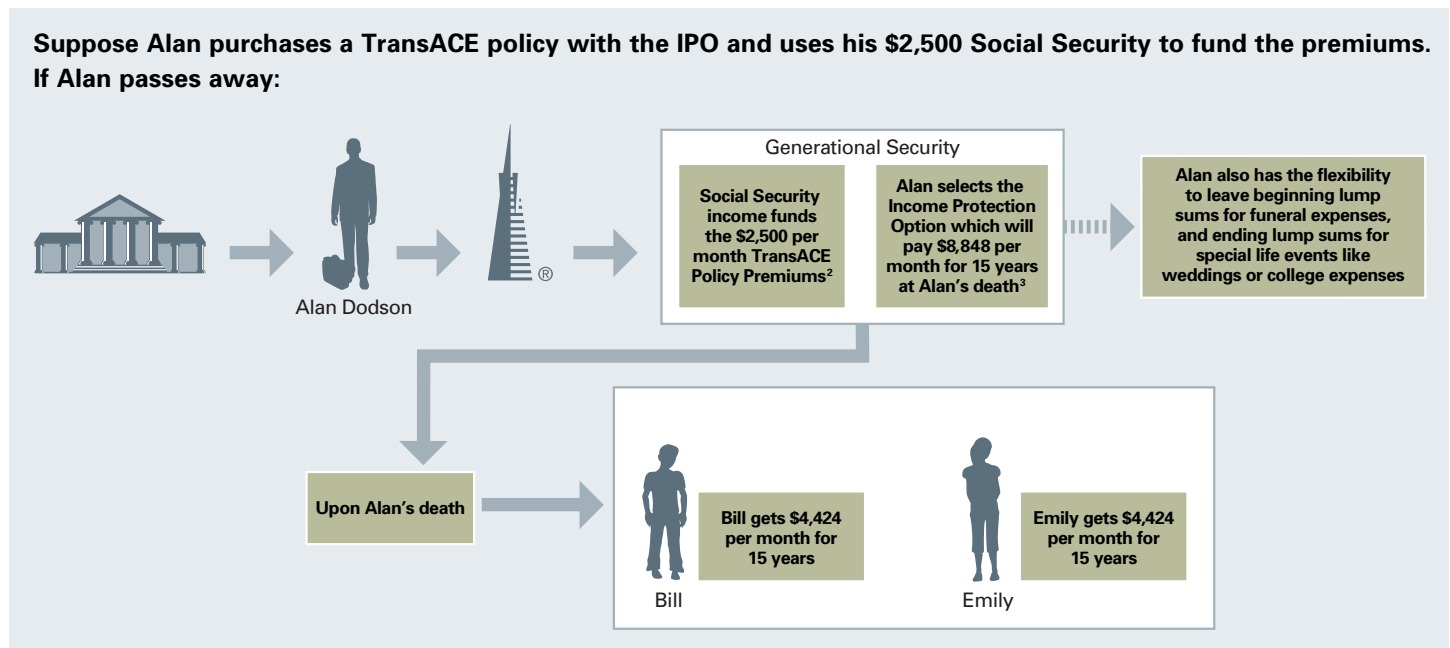 Suppose Alan purchases a TransACE policy with the IPO and uses his $2,500 Social Security to fund the premiums.
If Alan passes away:
Alan Dodson
®
Generational Security
Social Security
income funds
the $2,500 per
month TransACE
Policy Premiums²
Alan selects the
Income Protection
Option which will
pay $8,848 per
month for 15 years
at Alan’s death³
Alan also has the flexibility
to leave beginning lump
sums for funeral expenses,
and ending lump sums for
special life events like
weddings or college expenses
Upon Alan’s death
Bill gets $4,424
per month for
15 years
Bill
Emily gets $4,424
per month for
15 years
Emily